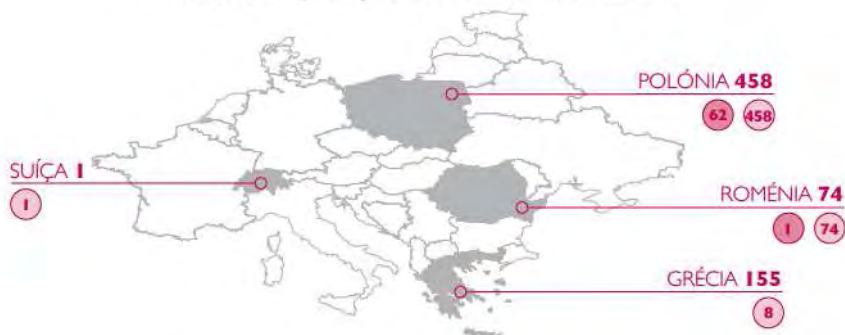 POLÓNIA 458
62 458
SUÍÇA 1
1
ROMÉNIA 74
1 74
GRÉCIA 155
8